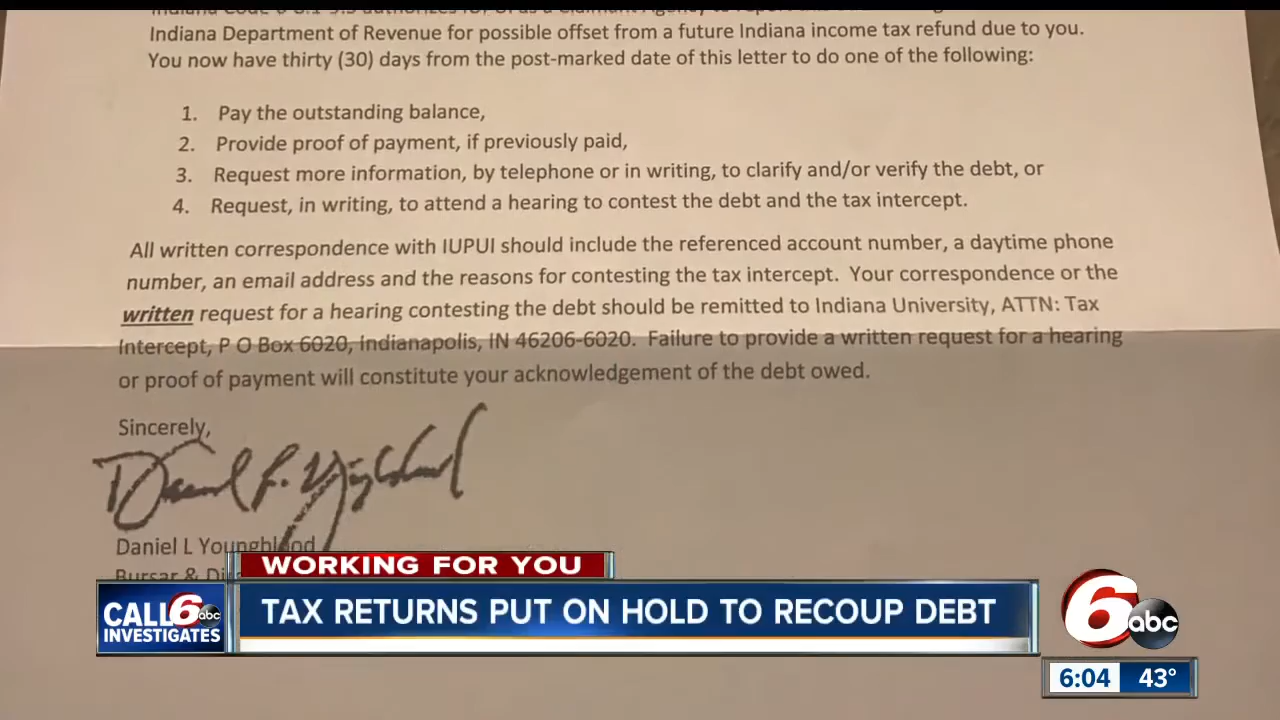 Indiana Department of Revenue for possible offset from a future Indiana income tax refund due to you.
You now have thirty (30) days from the post-marked date of this letter to do one of the following:
1. Pay the outstanding balance,
2. Provide proof of payment, if previously paid,
3. Request more information, by telephone or in writing, to clarify and/or verify the debt, or
4. Request, in writing, to attend a hearing to contest the debt and the tax intercept.
All written correspondence with IUPUI should include the referenced account number, a daytime phone
number, an email address and the reasons for contesting the tax intercept. Your correspondence or the
written request for a hearing contesting the debt should be remitted to Indiana University, ATTN: Tax
Intercept, P O Box 6020, Indianapolis, IN 46206-6020. Failure to provide a written request for a hearing
or proof of payment will constitute your acknowledgement of the debt owed.
Sincerely,
Daniel L Youngblood
Bursar &
WORKING FOR YOU
CALL 6 abc
INVESTIGATES
TAX RETURNS PUT ON HOLD TO RECOUP DEBT
6 abc
6:04 43°